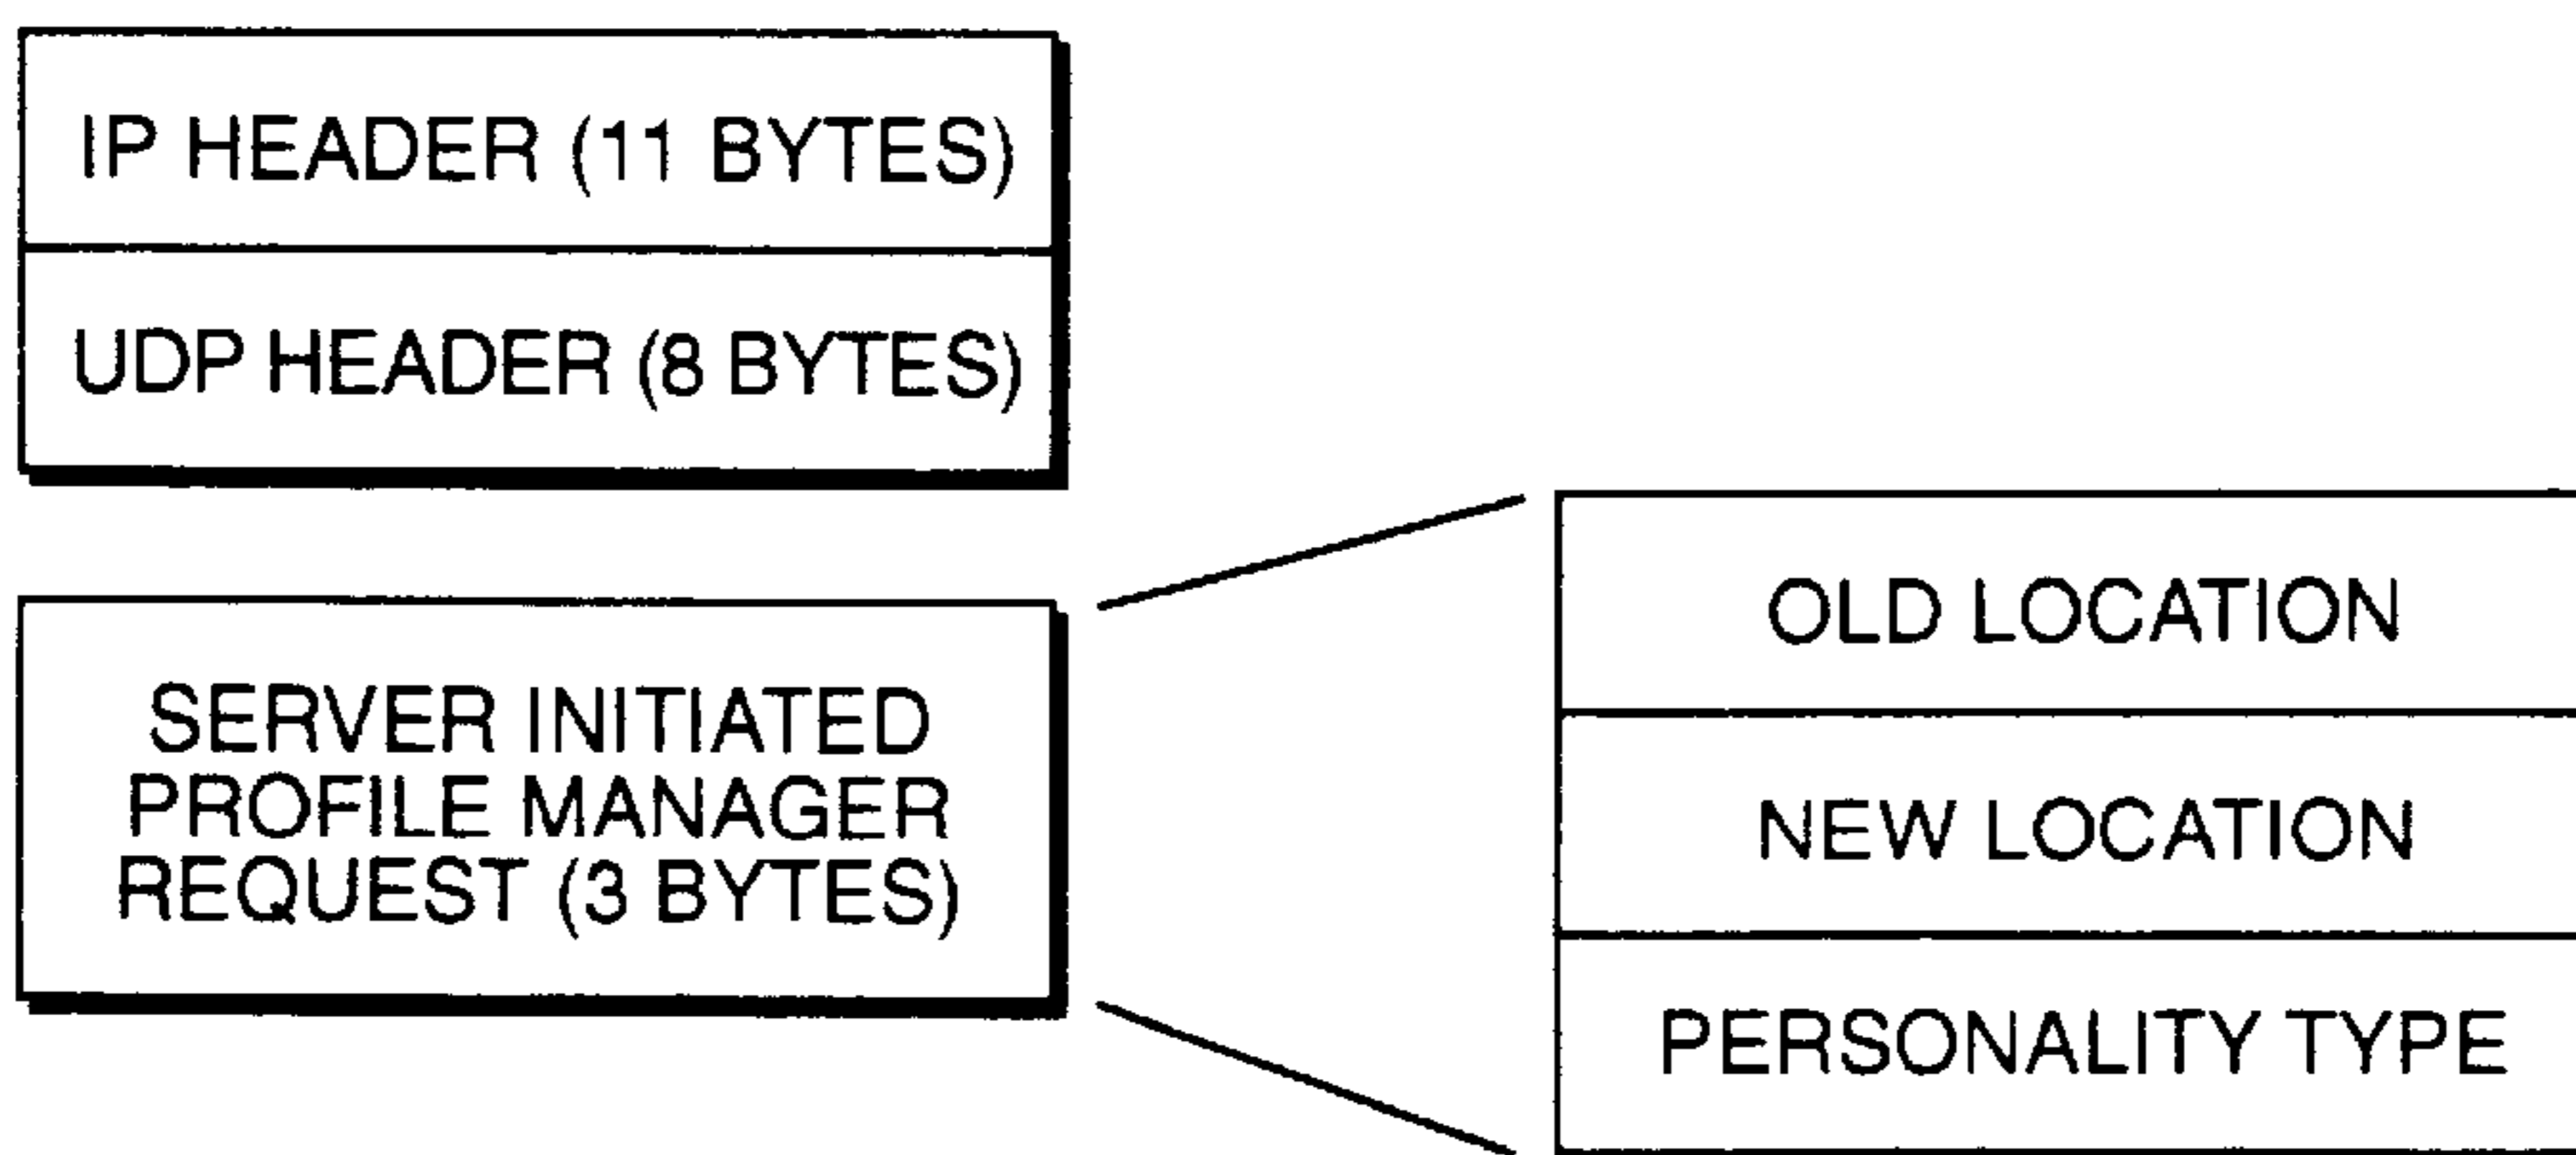 IP HEADER (11 BYTES)
UDP HEADER (8 BYTES)
SERVER INITIATED
PROFILE MANAGER
REQUEST (3 BYTES)
OLD LOCATION
NEW LOCATION
PERSONALITY TYPE